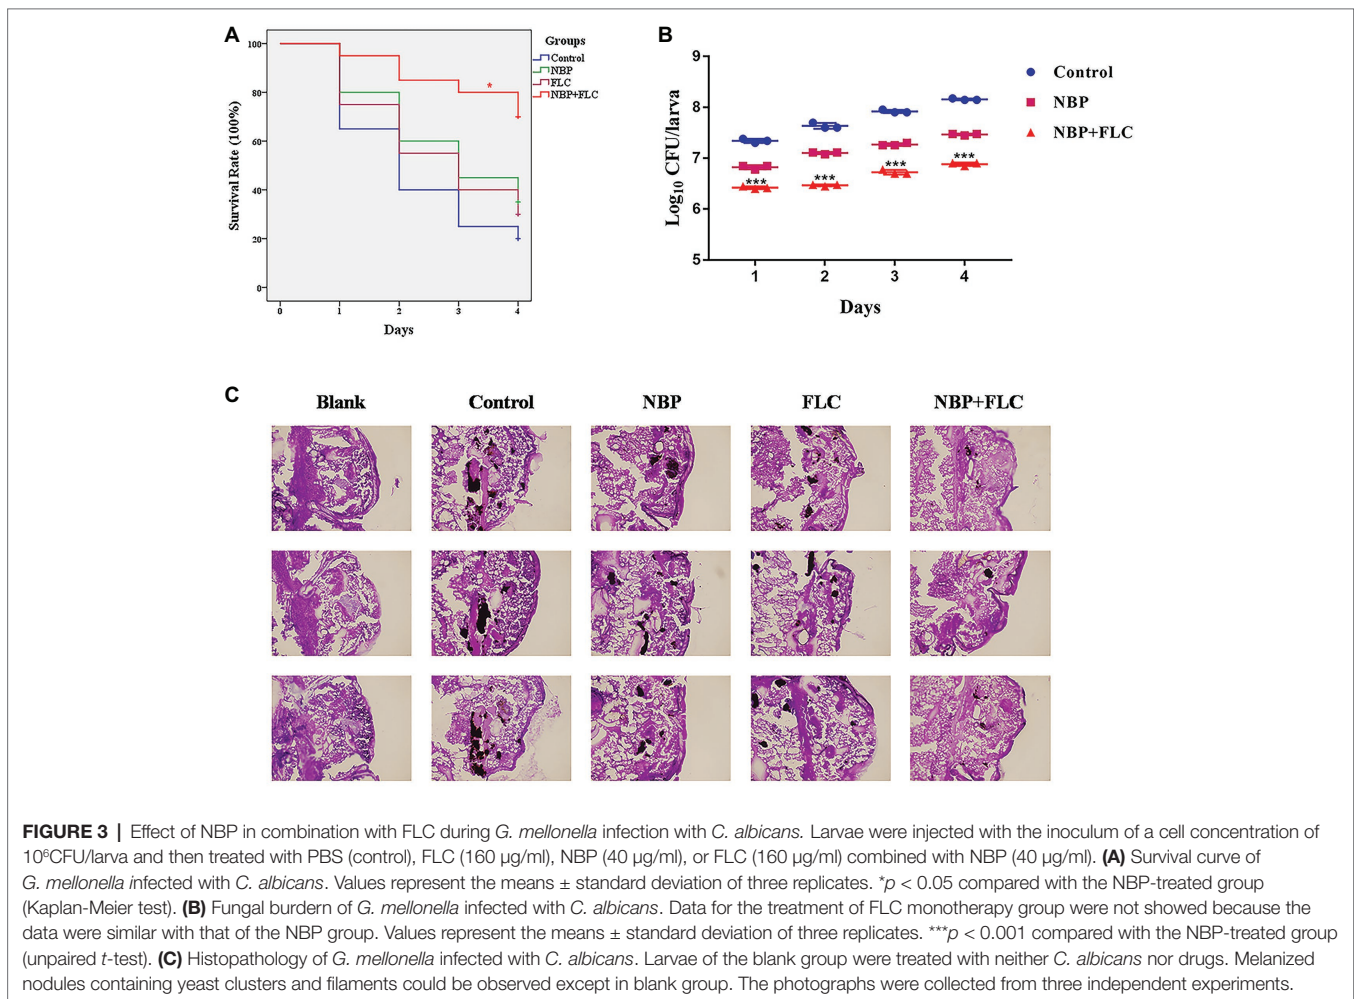 A
Groups
Control
NBP
FLC
NBP+FLC
*
100
80
60
40
20
0
Survival Rate (100%)
0 1 2 3 4
Days
B
9
8
7
6
5
Log10 CFU/larva
*** *** *** ***
1 2 3 4
Days
Control
NBP
NBP+FLC
C
Blank Control NBP FLC NBP+FLC
FIGURE 3 | Effect of NBP in combination with FLC during G. mellonella infection with C. albicans. Larvae were injected with the inoculum of a cell concentration of
10⁶CFU/larva and then treated with PBS (control), FLC (160 μg/ml), NBP (40 μg/ml), or FLC (160 μg/ml) combined with NBP (40 μg/ml). (A) Survival curve of
G. mellonella infected with C. albicans. Values represent the means ± standard deviation of three replicates. *p < 0.05 compared with the NBP-treated group
(Kaplan-Meier test). (B) Fungal burdern of G. mellonella infected with C. albicans. Data for the treatment of FLC monotherapy group were not showed because the
data were similar with that of the NBP group. Values represent the means ± standard deviation of three replicates. ***p < 0.001 compared with the NBP-treated group
(unpaired t-test). (C) Histopathology of G. mellonella infected with C. albicans. Larvae of the blank group were treated with neither C. albicans nor drugs. Melanized
nodules containing yeast clusters and filaments could be observed except in blank group. The photographs were collected from three independent experiments.